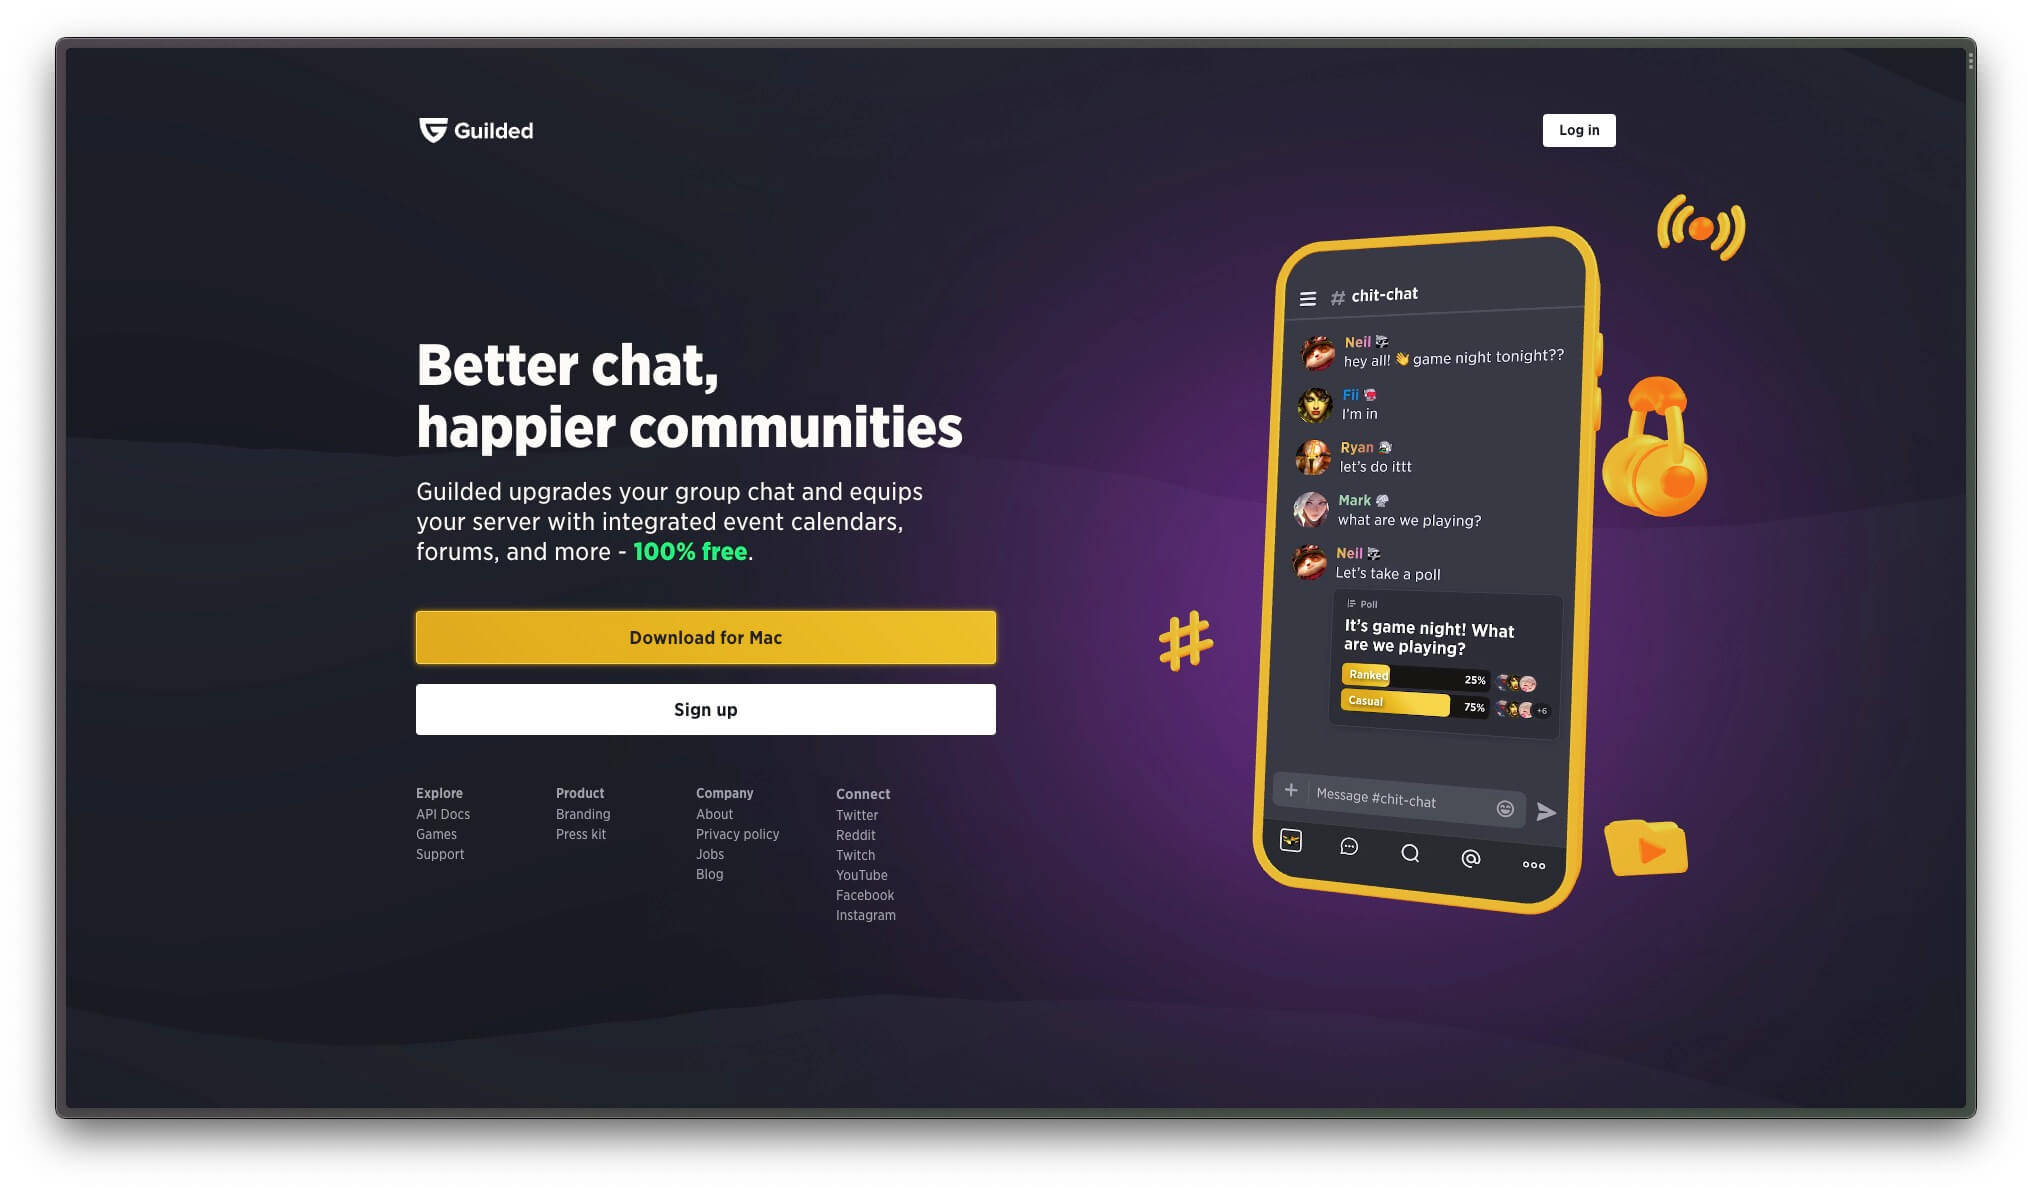 Guilded
Log in
Better chat,
happier communities
Guilded upgrades your group chat and equips
your server with integrated event calendars,
forums, and more - 100% free.
Download for Mac
Sign up
Explore
API Docs
Games
Support
Product
Branding
Press kit
Company
About
Privacy policy
Jobs
Blog
Connect
Twitter
Reddit
Twitch
YouTube
Facebook
Instagram
# chit-chat
Neil
hey all! 👋 game night tonight??
Fii
I'm in
Ryan
let's do ittt
Mark
what are we playing?
Neil
Let's take a poll
Poll
It's game night! What
are we playing?
Ranked 25%
Casual 75% +6
Message #chit-chat